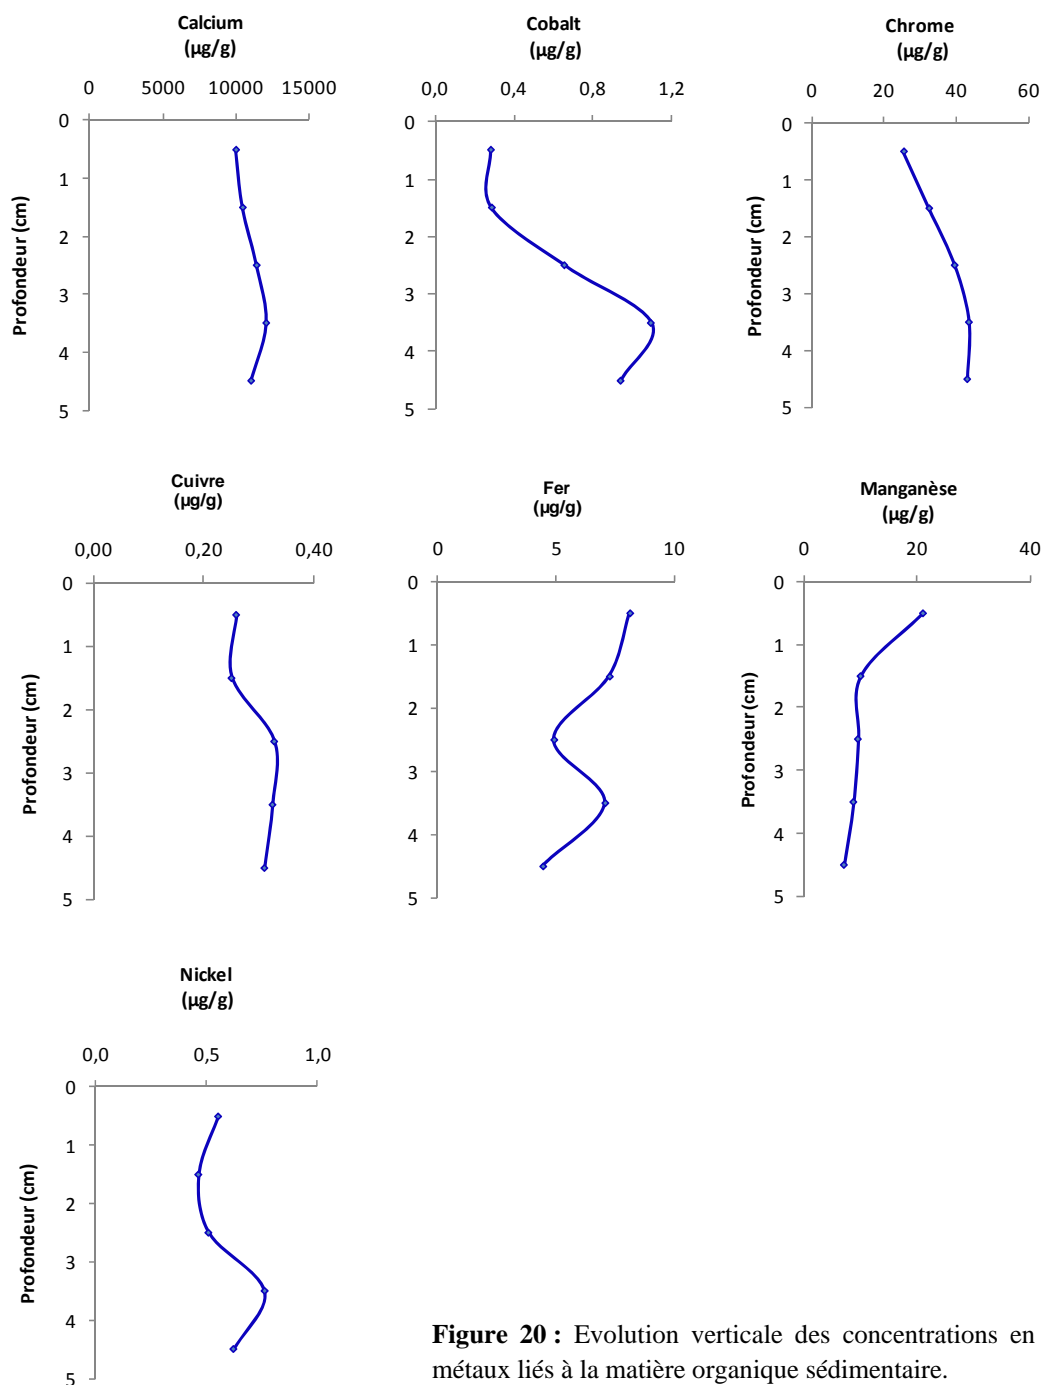 Calcium
(µg/g)
0 5000 10000 15000
0
1
2
3
4
5
Profondeur (cm)
Cobalt
(µg/g)
0,0 0,4 0,8 1,2
0
1
2
3
4
5
Chrome
(µg/g)
0 20 40 60
0
1
2
3
4
5
Profondeur (cm)
Cuivre
(µg/g)
0,00 0,20 0,40
0
1
2
3
4
5
Profondeur (cm)
Fer
(µg/g)
0 5 10
0
1
2
3
4
5
Manganèse
(µg/g)
0 20 40
0
1
2
3
4
5
Profondeur (cm)
Nickel
(µg/g)
0,0 0,5 1,0
0
1
2
3
4
5
Profondeur (cm)
Figure 20 : Evolution verticale des concentrations en
métaux liés à la matière organique sédimentaire.